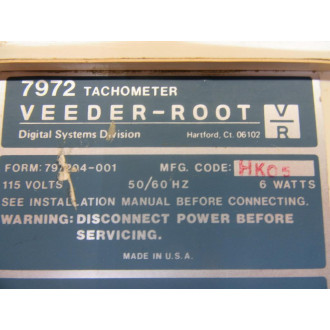 7972 TACHOMETER
VEEDER-ROOT V/R
Digital Systems Division Hartford, Ct. 06102
MFG. CODE: HK05
115 VOLTS 50/60 HZ 6 WATTS
SEE INSTALLATION MANUAL BEFORE CONNECTING.
WARNING: DISCONNECT POWER BEFORE
SERVICING.
MADE IN U.S.A.